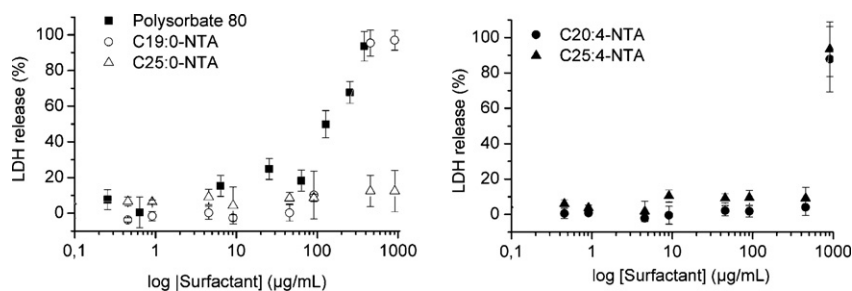 Polysorbate 80
C19:0-NTA
C25:0-NTA
LDH release (%)
100
80
60
40
20
0
0,1 1 10 100 1000
log |Surfactant] (µg/mL)
C20:4-NTA
C25:4-NTA
LDH release (%)
100
80
60
40
20
0
0,1 1 10 100 1000
log [Surfactant] (µg/mL)